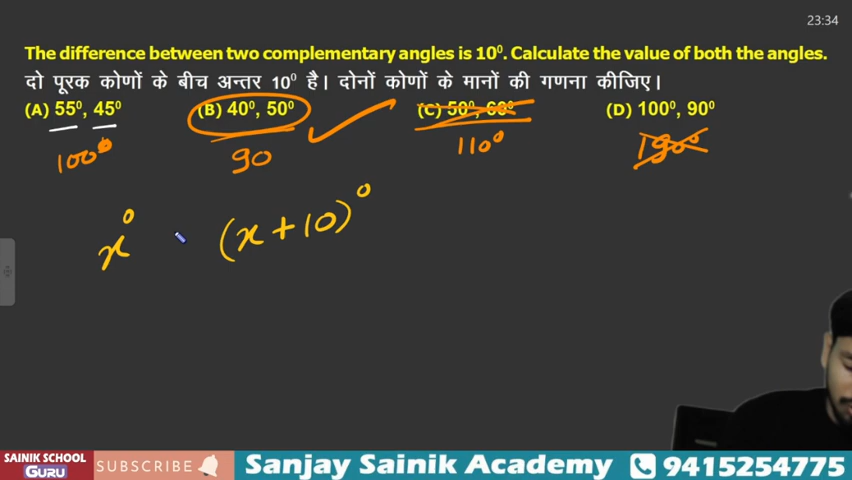 23:34
The difference between two complementary angles is 10⁰. Calculate the value of both the angles.
दो पूरक कोणों के बीच अन्तर 10⁰ है। दोनों कोणों के मानों की गणना कीजिए।
(A) 55⁰, 45⁰ (B) 40⁰, 50⁰ (C) 50⁰, 60⁰ (D) 100⁰, 90⁰
100⁰ 90 110⁰ 190⁰
x⁰ (x+10)⁰
SAINIK SCHOOL
GURU
SUBSCRIBE
Sanjay Sainik Academy 9415254775